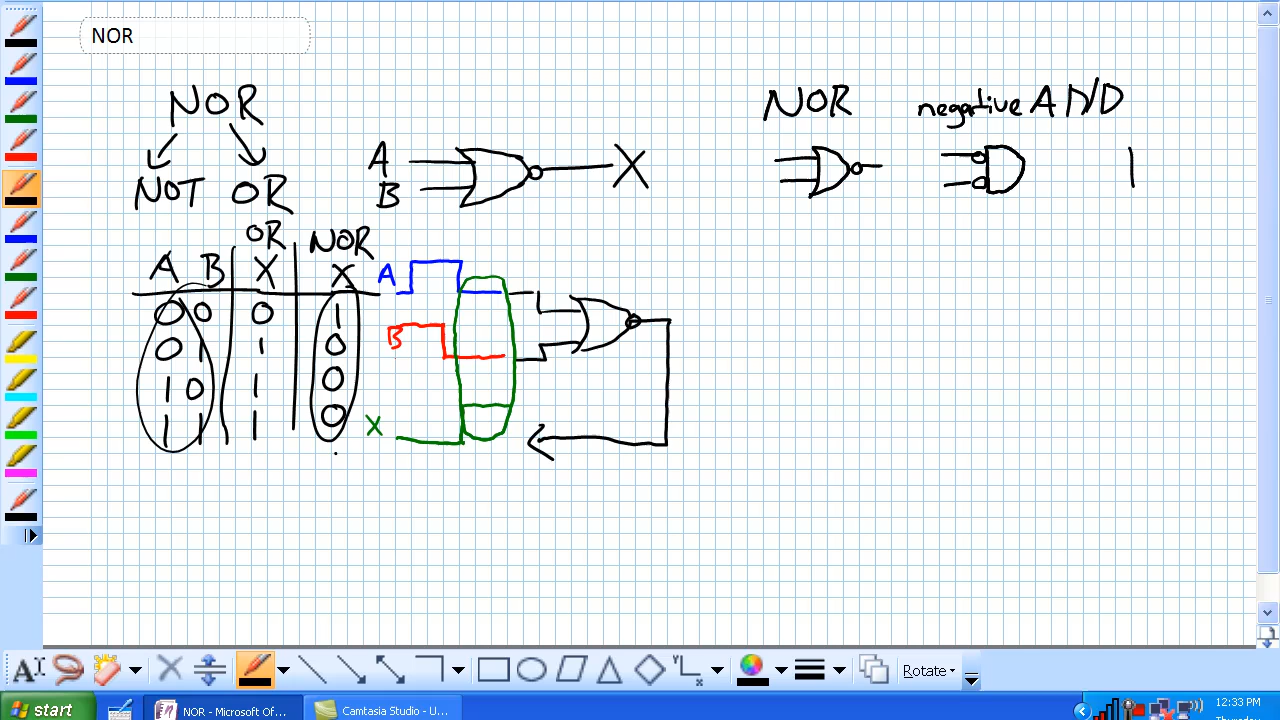 NOR
NOR
NOT OR
A
B
X
NOR
negative AND
A B OR X NOR X
0 0 0 1
0 1 1 0
1 0 1 0
1 1 1 0
A
B
X
Rotate
start
NOR - Microsoft Of...
Camtasia Studio - U...
12:33 PM
Thursday